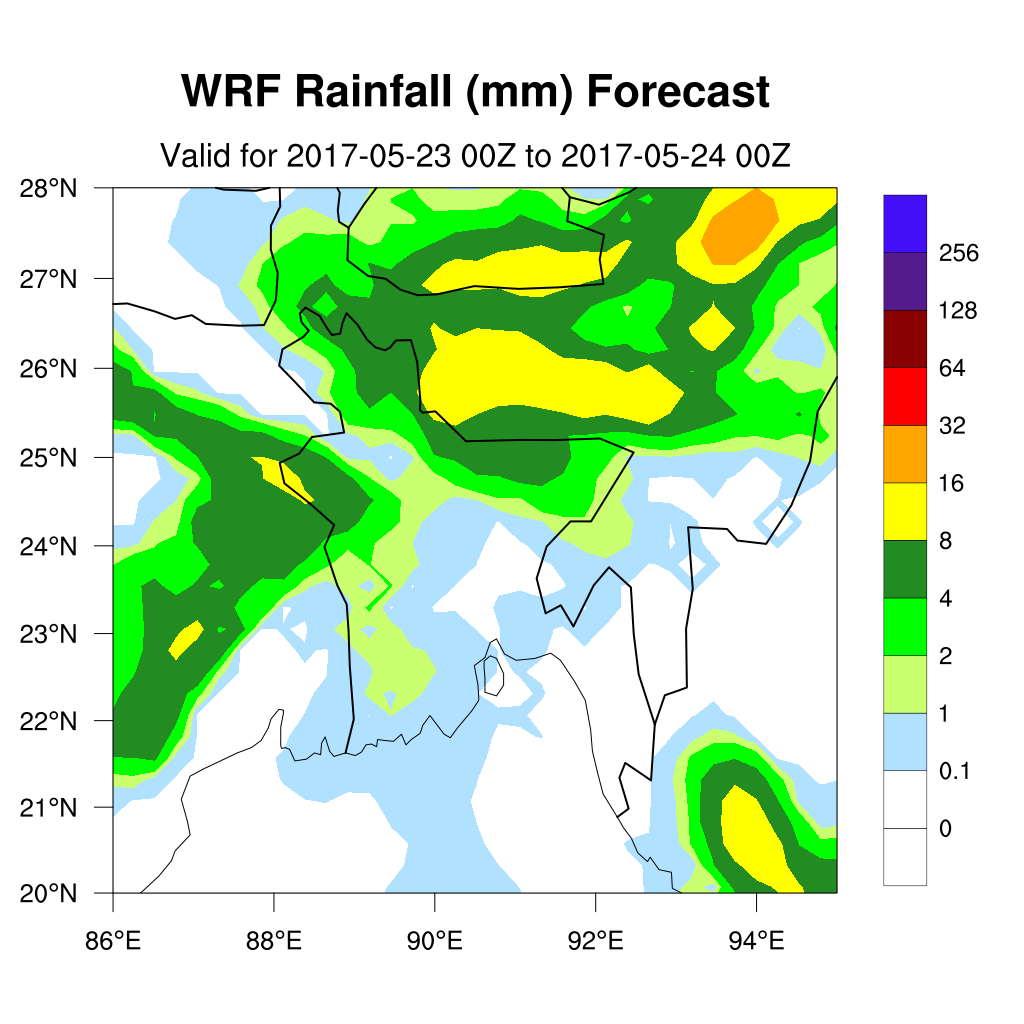 WRF Rainfall (mm) Forecast
Valid for 2017-05-23 00Z to 2017-05-24 00Z
28°N
27°N
26°N
25°N
24°N
23°N
22°N
21°N
20°N
86°E
88°E
90°E
92°E
94°E
256
128
64
32
16
8
4
2
1
0.1
0